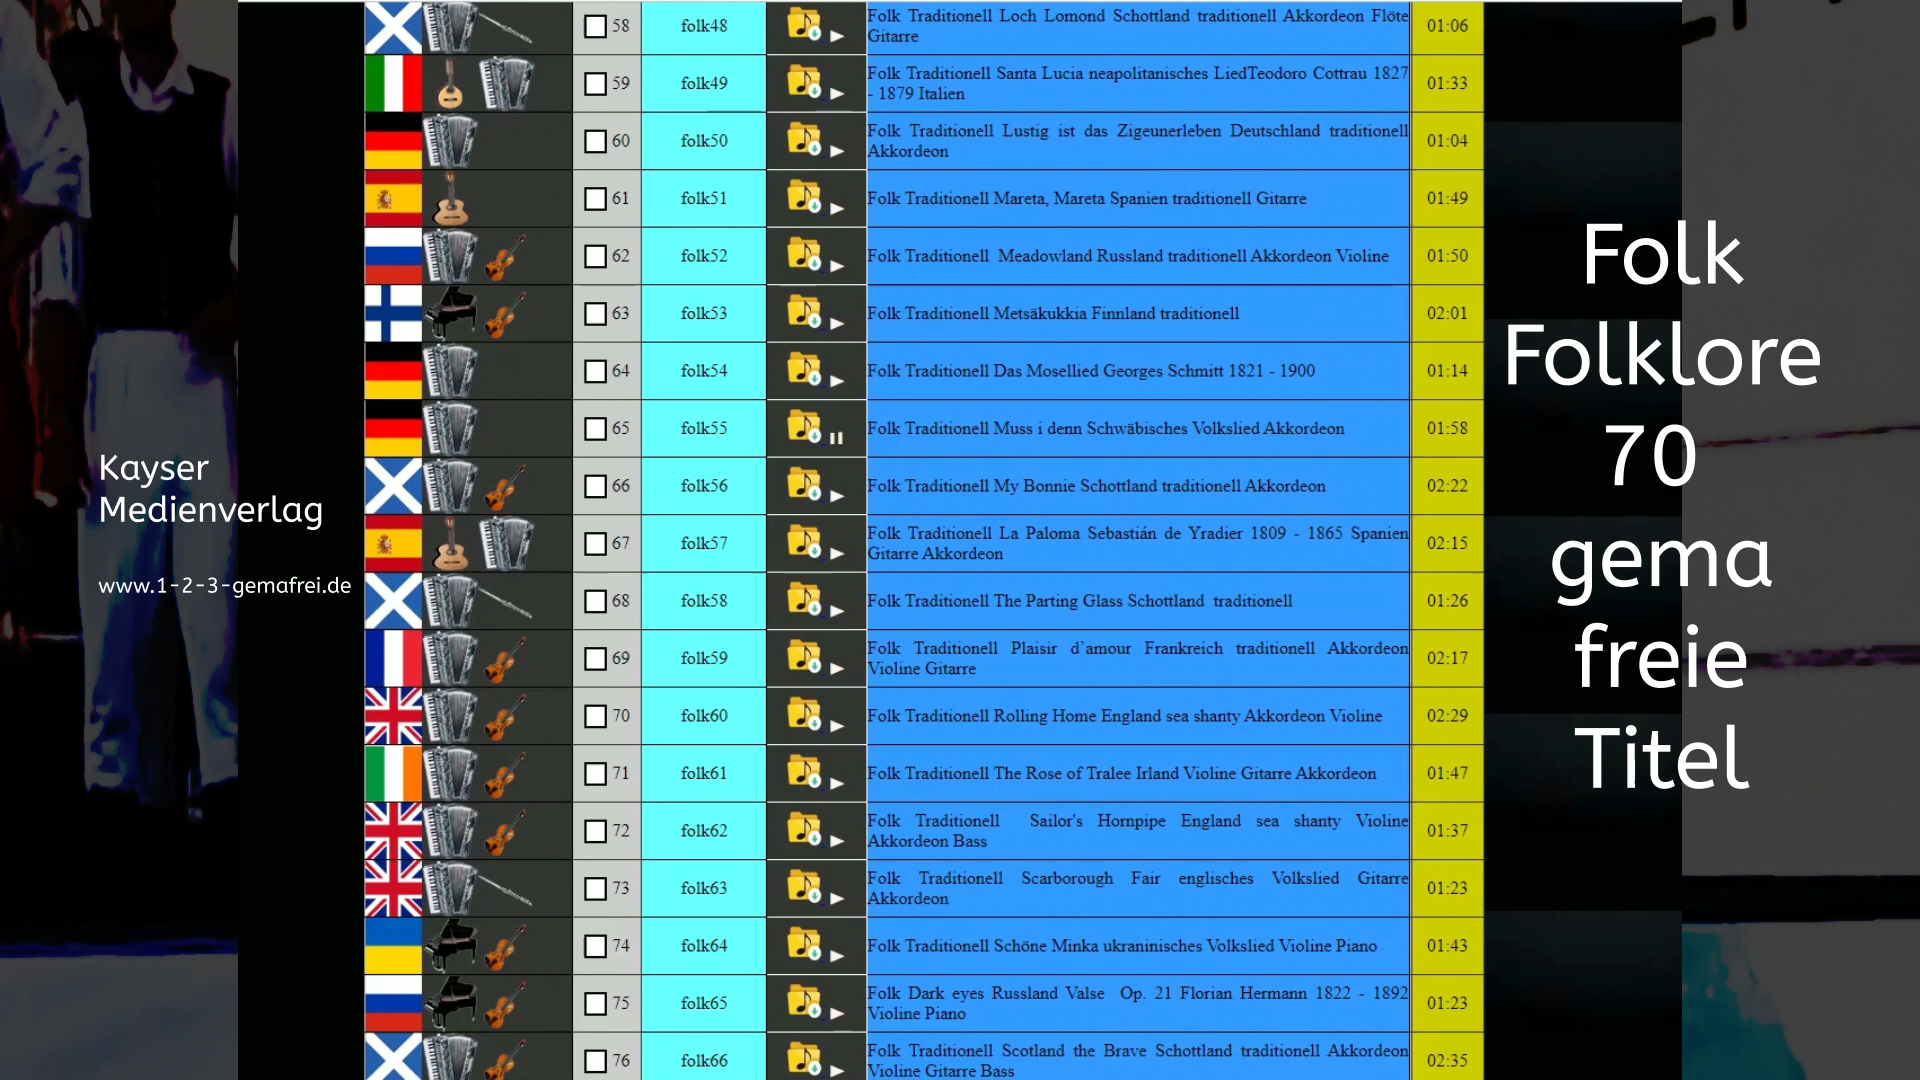 58 folk48 Folk Traditionell Loch Lomond Schottland traditionell Akkordeon Flöte
Gitarre 01:06
59 folk49 Folk Traditionell Santa Lucia neapolitanisches LiedTeodoro Cottrau 1827
- 1879 Italien 01:33
60 folk50 Folk Traditionell Lustig ist das Zigeunerleben Deutschland traditionell
Akkordeon 01:04
61 folk51 Folk Traditionell Mareta, Mareta Spanien traditionell Gitarre 01:49
62 folk52 Folk Traditionell Meadowland Russland traditionell Akkordeon Violine 01:50
63 folk53 Folk Traditionell Metsäkukkia Finnland traditionell 02:01
64 folk54 Folk Traditionell Das Mosellied Georges Schmitt 1821 - 1900 01:14
65 folk55 Folk Traditionell Muss i denn Schwäbisches Volkslied Akkordeon 01:58
66 folk56 Folk Traditionell My Bonnie Schottland traditionell Akkordeon 02:22
67 folk57 Folk Traditionell La Paloma Sebastián de Yradier 1809 - 1865 Spanien
Gitarre Akkordeon 02:15
68 folk58 Folk Traditionell The Parting Glass Schottland traditionell 01:26
69 folk59 Folk Traditionell Plaisir d’amour Frankreich traditionell Akkordeon
Violine Gitarre 02:17
70 folk60 Folk Traditionell Rolling Home England sea shanty Akkordeon Violine 02:29
71 folk61 Folk Traditionell The Rose of Tralee Irland Violine Gitarre Akkordeon 01:47
72 folk62 Folk Traditionell Sailor's Hornpipe England sea shanty Violine
Akkordeon Bass 01:37
73 folk63 Folk Traditionell Scarborough Fair englisches Volkslied Gitarre
Akkordeon 01:23
74 folk64 Folk Traditionell Schöne Minka ukraninisches Volkslied Violine Piano 01:43
75 folk65 Folk Dark eyes Russland Valse Op. 21 Florian Hermann 1822 - 1892
Violine Piano 01:23
76 folk66 Folk Traditionell Scotland the Brave Schottland traditionell Akkordeon
Violine Gitarre Bass 02:35
Kayser
Medienverlag
www.1-2-3-gemafrei.de
Folk
Folklore
70
gema
freie
Titel